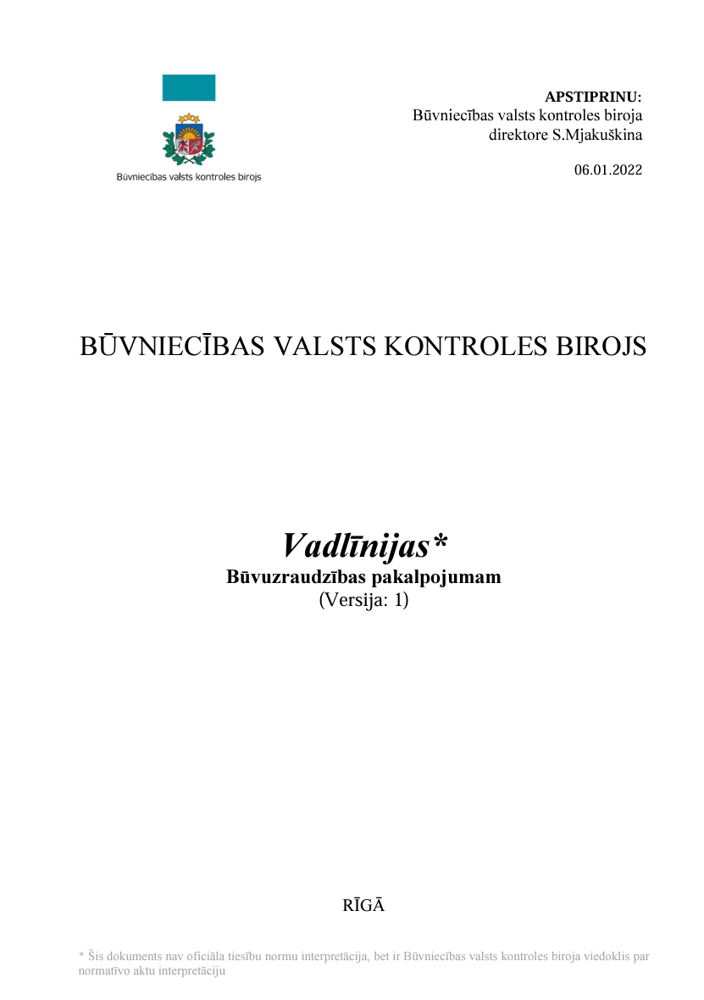 Būvniecības valsts kontroles birojs
APSTIPRINU:
Būvniecības valsts kontroles biroja
direktore S.Mjakuškina
06.01.2022
BŪVNIECĪBAS VALSTS KONTROLES BIROJS
Vadlīnijas*
Būvuzraudzības pakalpojumam
(Versija: 1)
RĪGĀ
* Šis dokuments nav oficiāla tiesību normu interpretācija, bet ir Būvniecības valsts kontroles biroja viedoklis par
normatīvo aktu interpretāciju